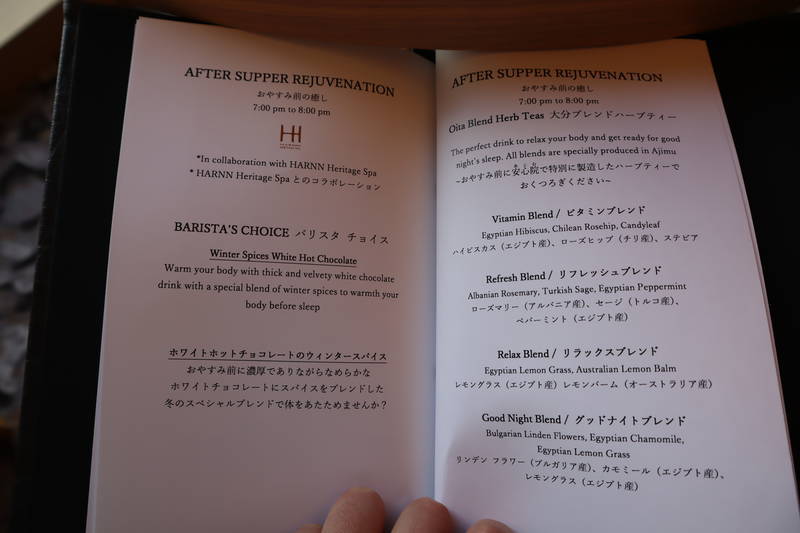 AFTER SUPPER REJUVENATION
おやすみ前の癒し
7:00 pm to 8:00 pm
*In collaboration with HARNN Heritage Spa
* HARNN Heritage Spa とのコラボレーション
BARISTA'S CHOICE バリスタ チョイス
Winter Spices White Hot Chocolate
Warm your body with thick and velvety white chocolate
drink with a special blend of winter spices to warmth your
body before sleep
ホワイトホットチョコレートのウィンタースパイス
おやすみ前に濃厚でありながらなめらかな
ホワイトチョコレートにスパイスをブレンドした
冬のスペシャルブレンドで体をあたためませんか?
AFTER SUPPER REJUVENATION
おやすみ前の癒し
7:00 pm to 8:00 pm
Oita Blend Herb Teas 大分ブレンドハーブティー
The perfect drink to relax your body and get ready for good
night's sleep. All blends are specially produced in Ajimu
~おやすみ前に安心院で特別に製造したハーブティーで
おくつろぎください~
Vitamin Blend / ビタミンブレンド
Egyptian Hibiscus, Chilean Rosehip, Candyleaf
ハイビスカス（エジプト産）、ローズヒップ（チリ産）、ステビア
Refresh Blend / リフレッシュブレンド
Albanian Rosemary, Turkish Sage, Egyptian Peppermint
ローズマリー（アルバニア産）、セージ（トルコ産）、
ペパーミント（エジプト産）
Relax Blend / リラックスブレンド
Egyptian Lemon Grass, Australian Lemon Balm
レモングラス（エジプト産）レモンバーム（オーストラリア産）
Good Night Blend / グッドナイトブレンド
Bulgarian Linden Flowers, Egyptian Chamomile,
Egyptian Lemon Grass
リンデン フラワー（ブルガリア産）、カモミール（エジプト産）、
レモングラス（エジプト産）